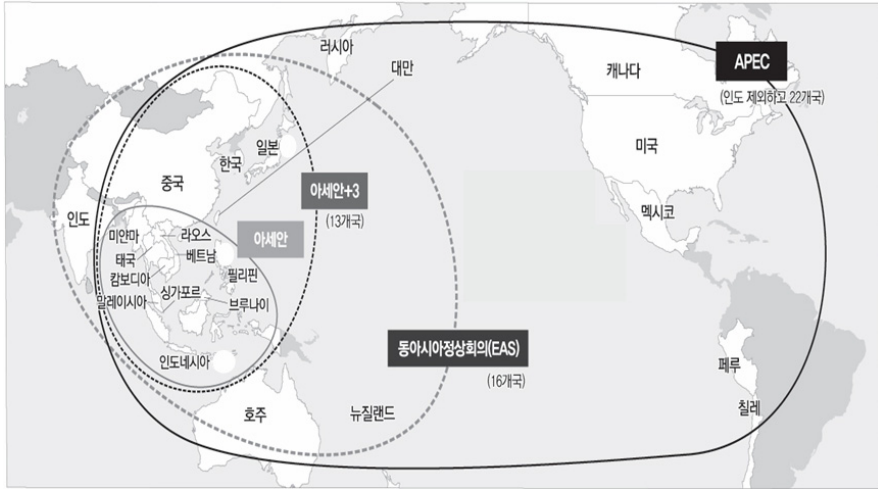 러시아
대만
캐나다
APEC
(인도 제외하고 22개국)
미국
일본
한국
중국
아세안+3
(13개국)
인도
멕시코
아세안
미얀마
라오스
태국
베트남
캄보디아
필리핀
말레이시아
싱가포르
브루나이
동아시아정상회의(EAS)
(16개국)
인도네시아
페루
호주
뉴질랜드
칠레